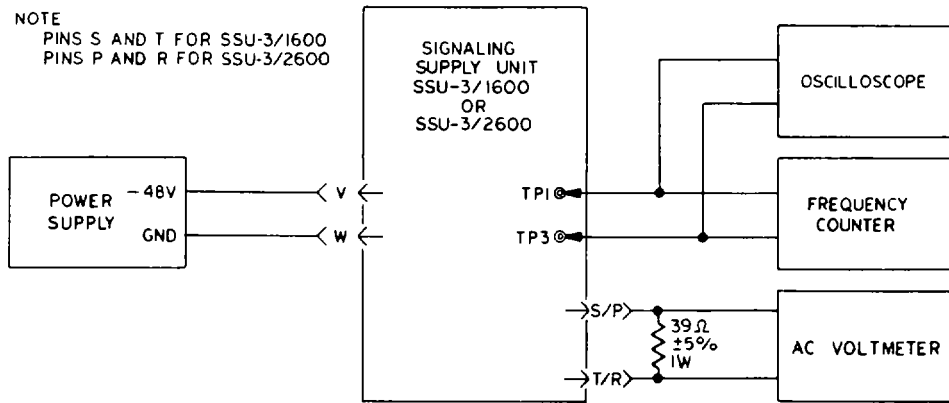 NOTE
PINS S AND T FOR SSU-3/1600
PINS P AND R FOR SSU-3/2600
SIGNALING
SUPPLY UNIT
SSU-3/1600
OR
SSU-3/2600
OSCILLOSCOPE
POWER
SUPPLY
-48V
GND
V
W
TP1
TP3
FREQUENCY
COUNTER
S/P
T/R
39Ω
±5%
1W
AC VOLTMETER